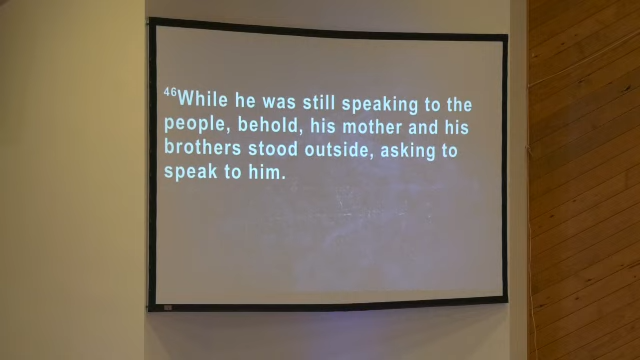 46While he was still speaking to the
people, behold, his mother and his
brothers stood outside, asking to
speak to him.